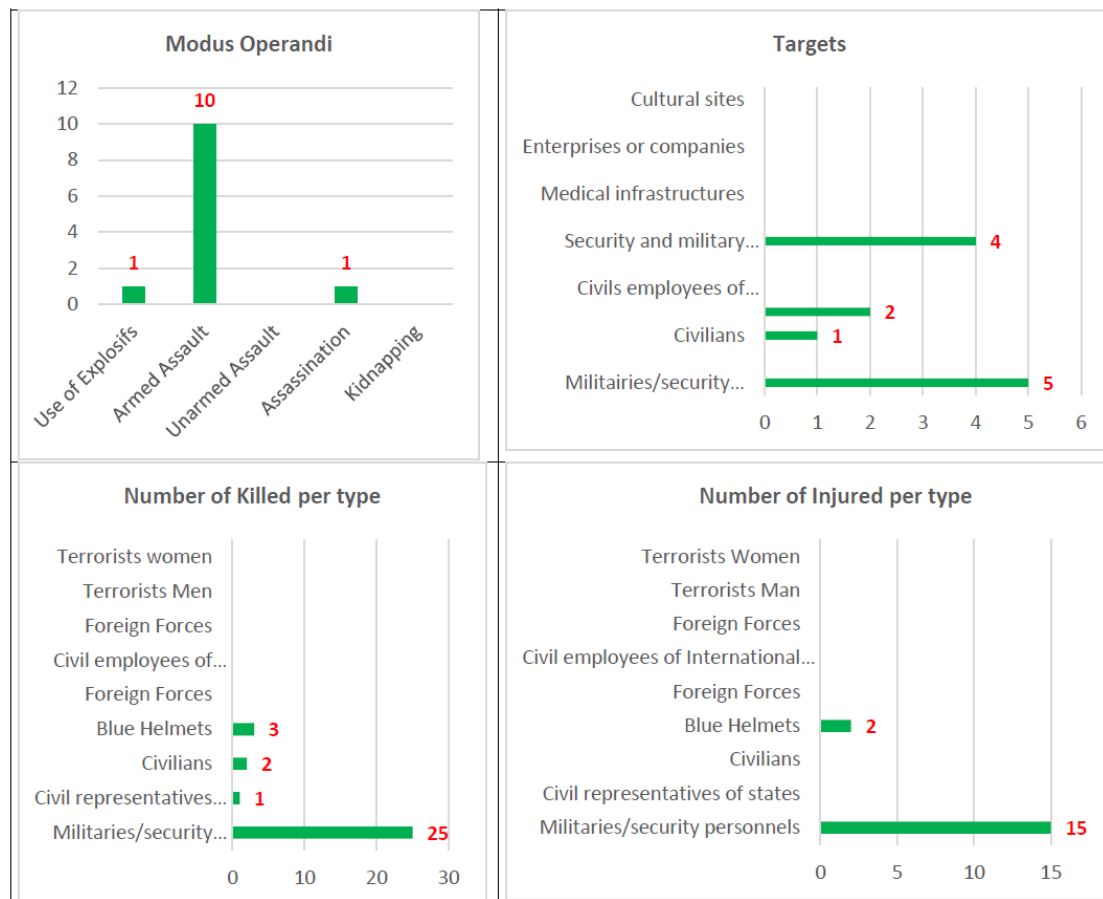 Modus Operandi
12
10
8
6
4
2
0
1
10
1
Use of Explosifs
Armed Assault
Unarmed Assault
Assassination
Kidnapping
Targets
Cultural sites
Enterprises or companies
Medical infrastructures
Security and military...
4
Civils employees of...
2
Civilians
1
Militairies/security...
5
0 1 2 3 4 5 6
Number of Killed per type
Terrorists women
Terrorists Men
Foreign Forces
Civil employees of...
Foreign Forces
Blue Helmets
3
Civilians
2
Civil representatives...
1
Militaries/security...
25
0 10 20 30
Number of Injured per type
Terrorists Women
Terrorists Man
Foreign Forces
Civil employees of International...
Foreign Forces
Blue Helmets
2
Civilians
Civil representatives of states
Militaries/security personnels
15
0 5 10 15